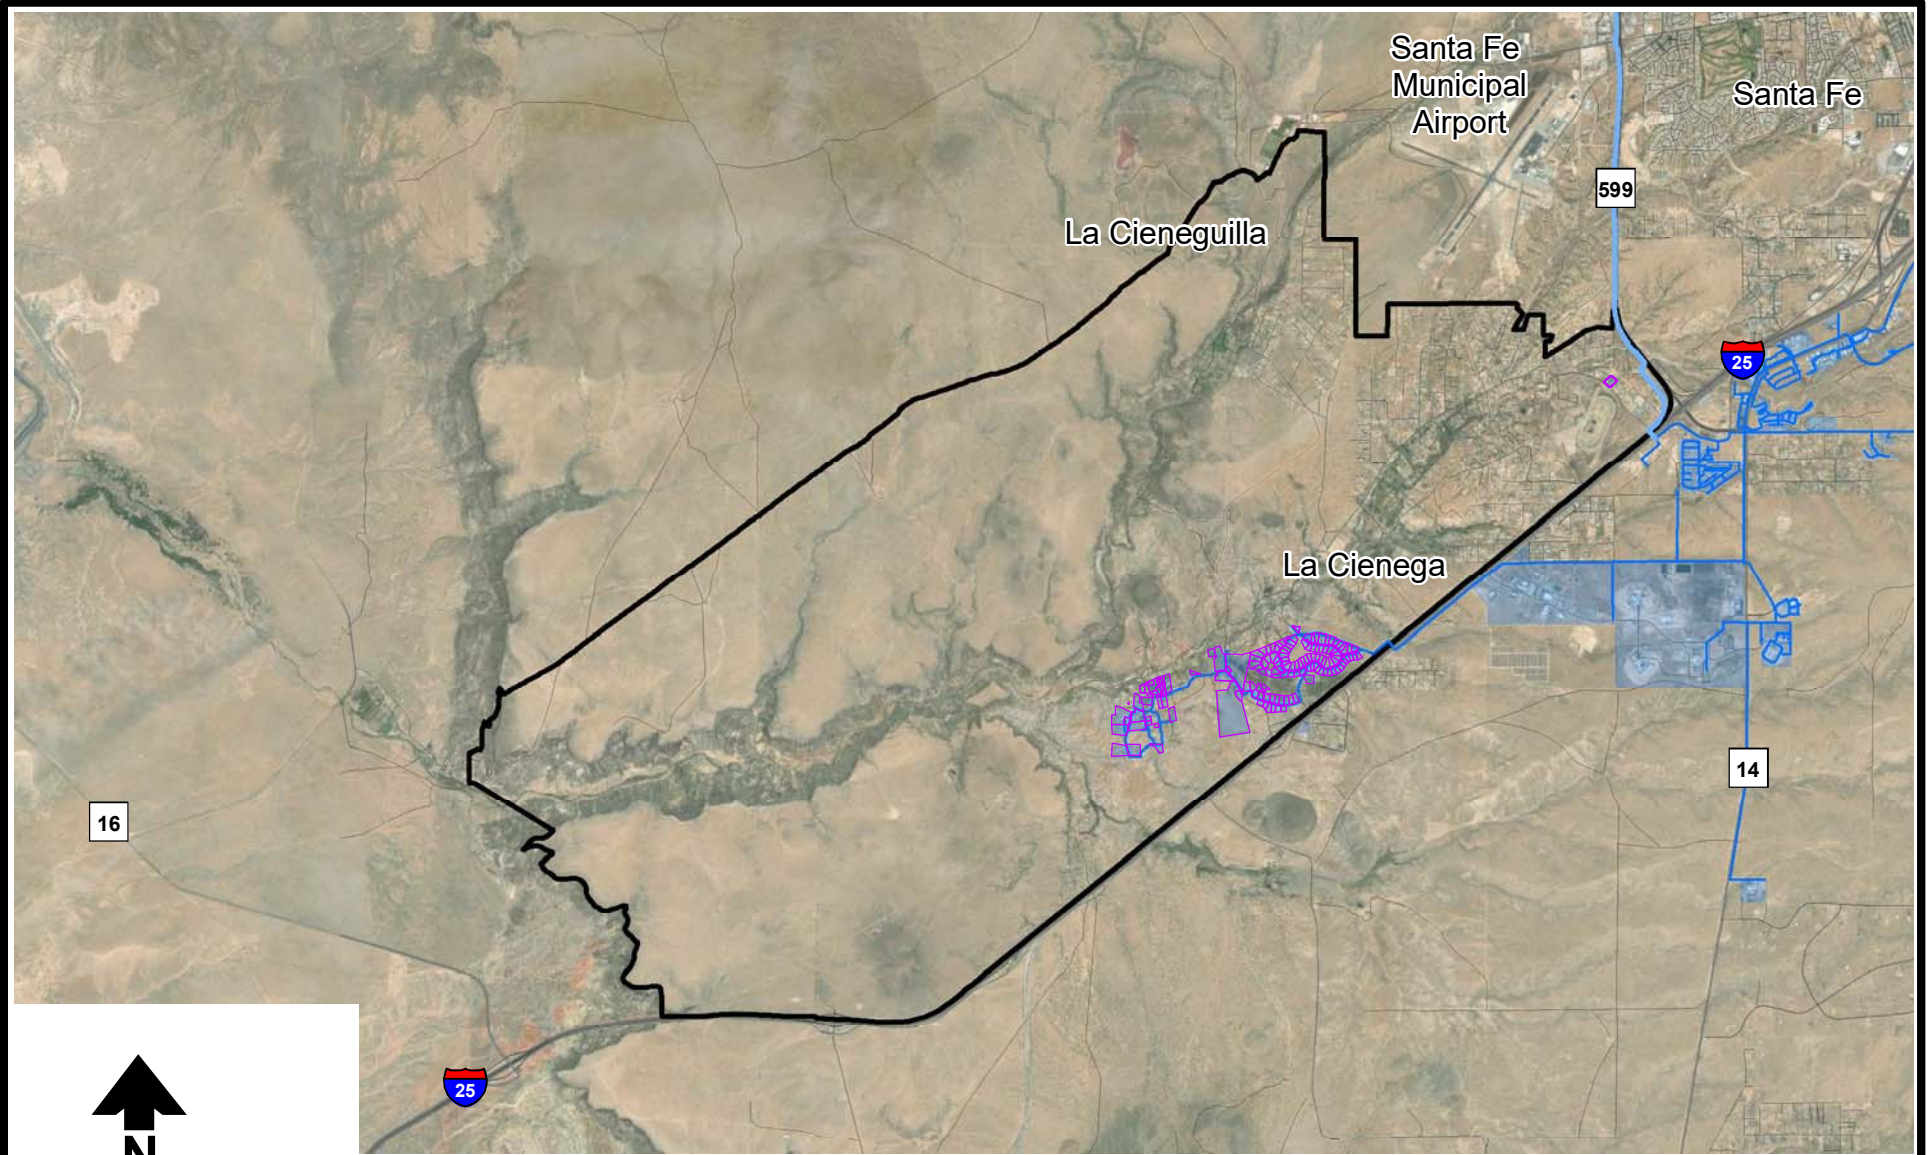 Santa Fe
Municipal
Airport
Santa Fe
599
La Cieneguilla
25
La Cienega
14
16
25
N